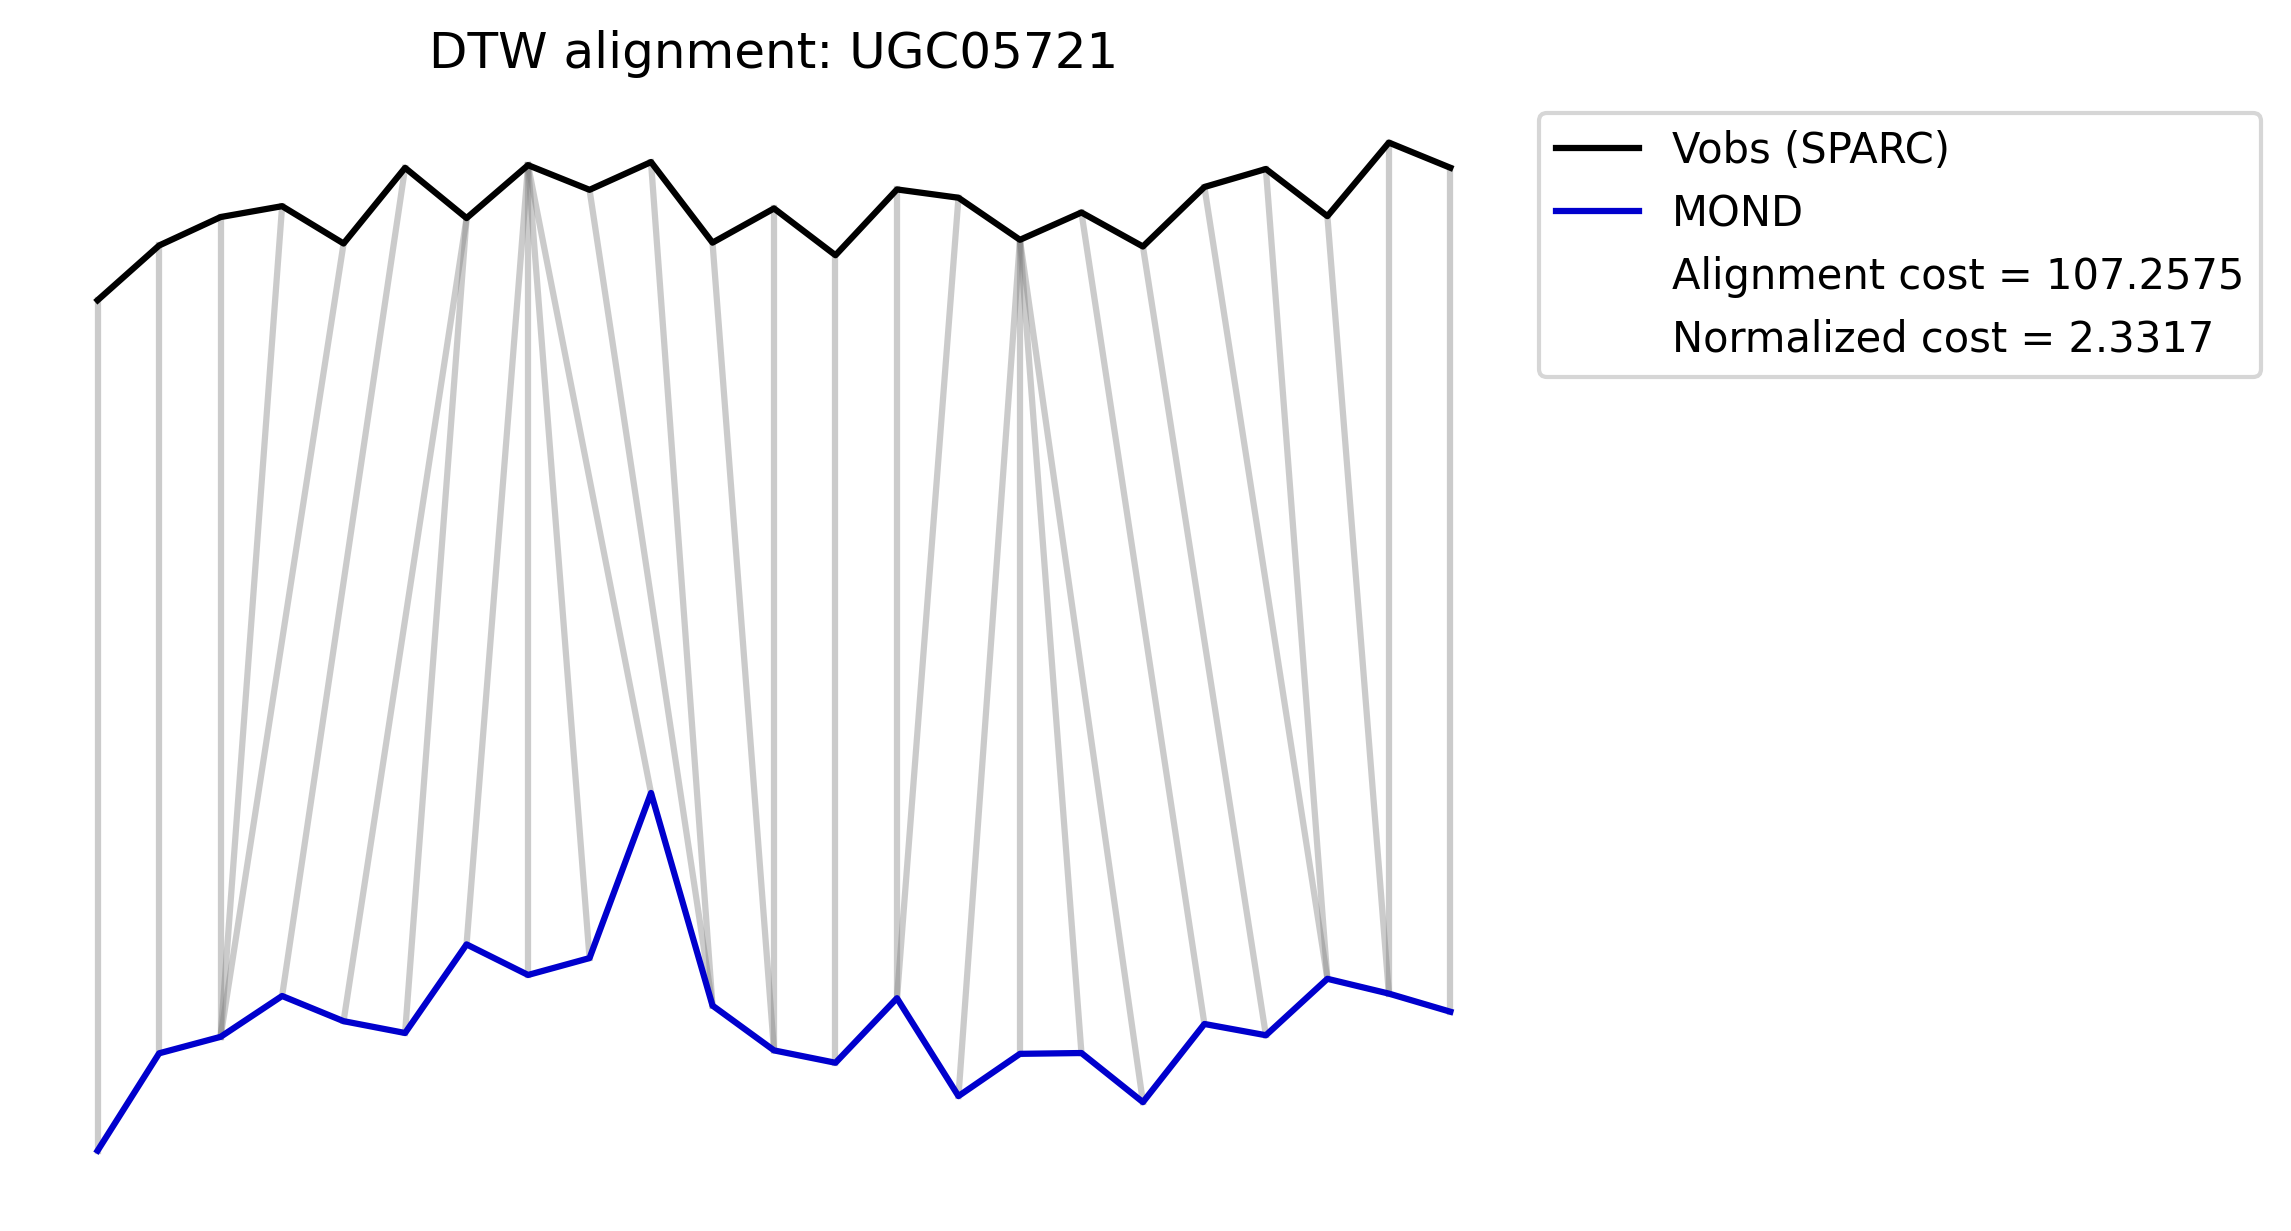 DTW alignment: UGC05721
Vobs (SPARC)
MOND
Alignment cost = 107.2575
Normalized cost = 2.3317